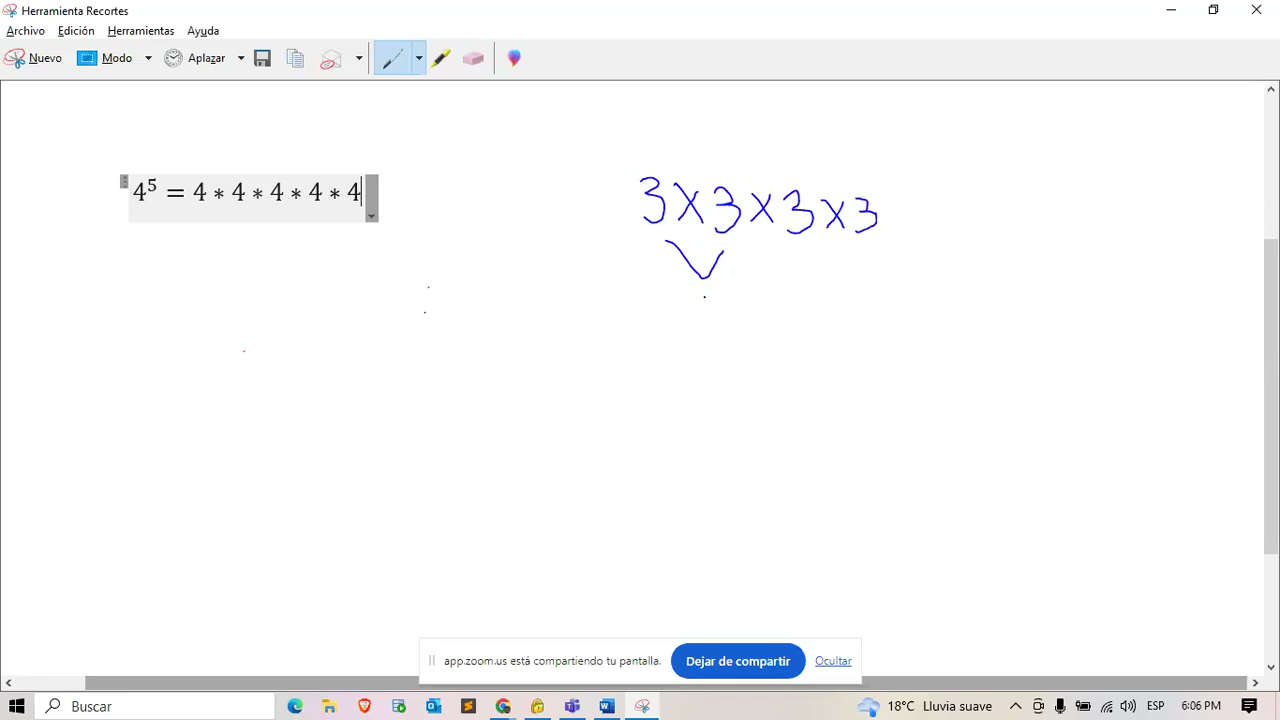 Herramienta Recortes
Archivo Edición Herramientas Ayuda
Nuevo Modo Aplazar
4⁵ = 4 ∗ 4 ∗ 4 ∗ 4 ∗ 4
3 X 3 X 3 X 3
app.zoom.us está compartiendo tu pantalla. Dejar de compartir Ocultar
Buscar 18°C Lluvia suave ESP 6:06 PM